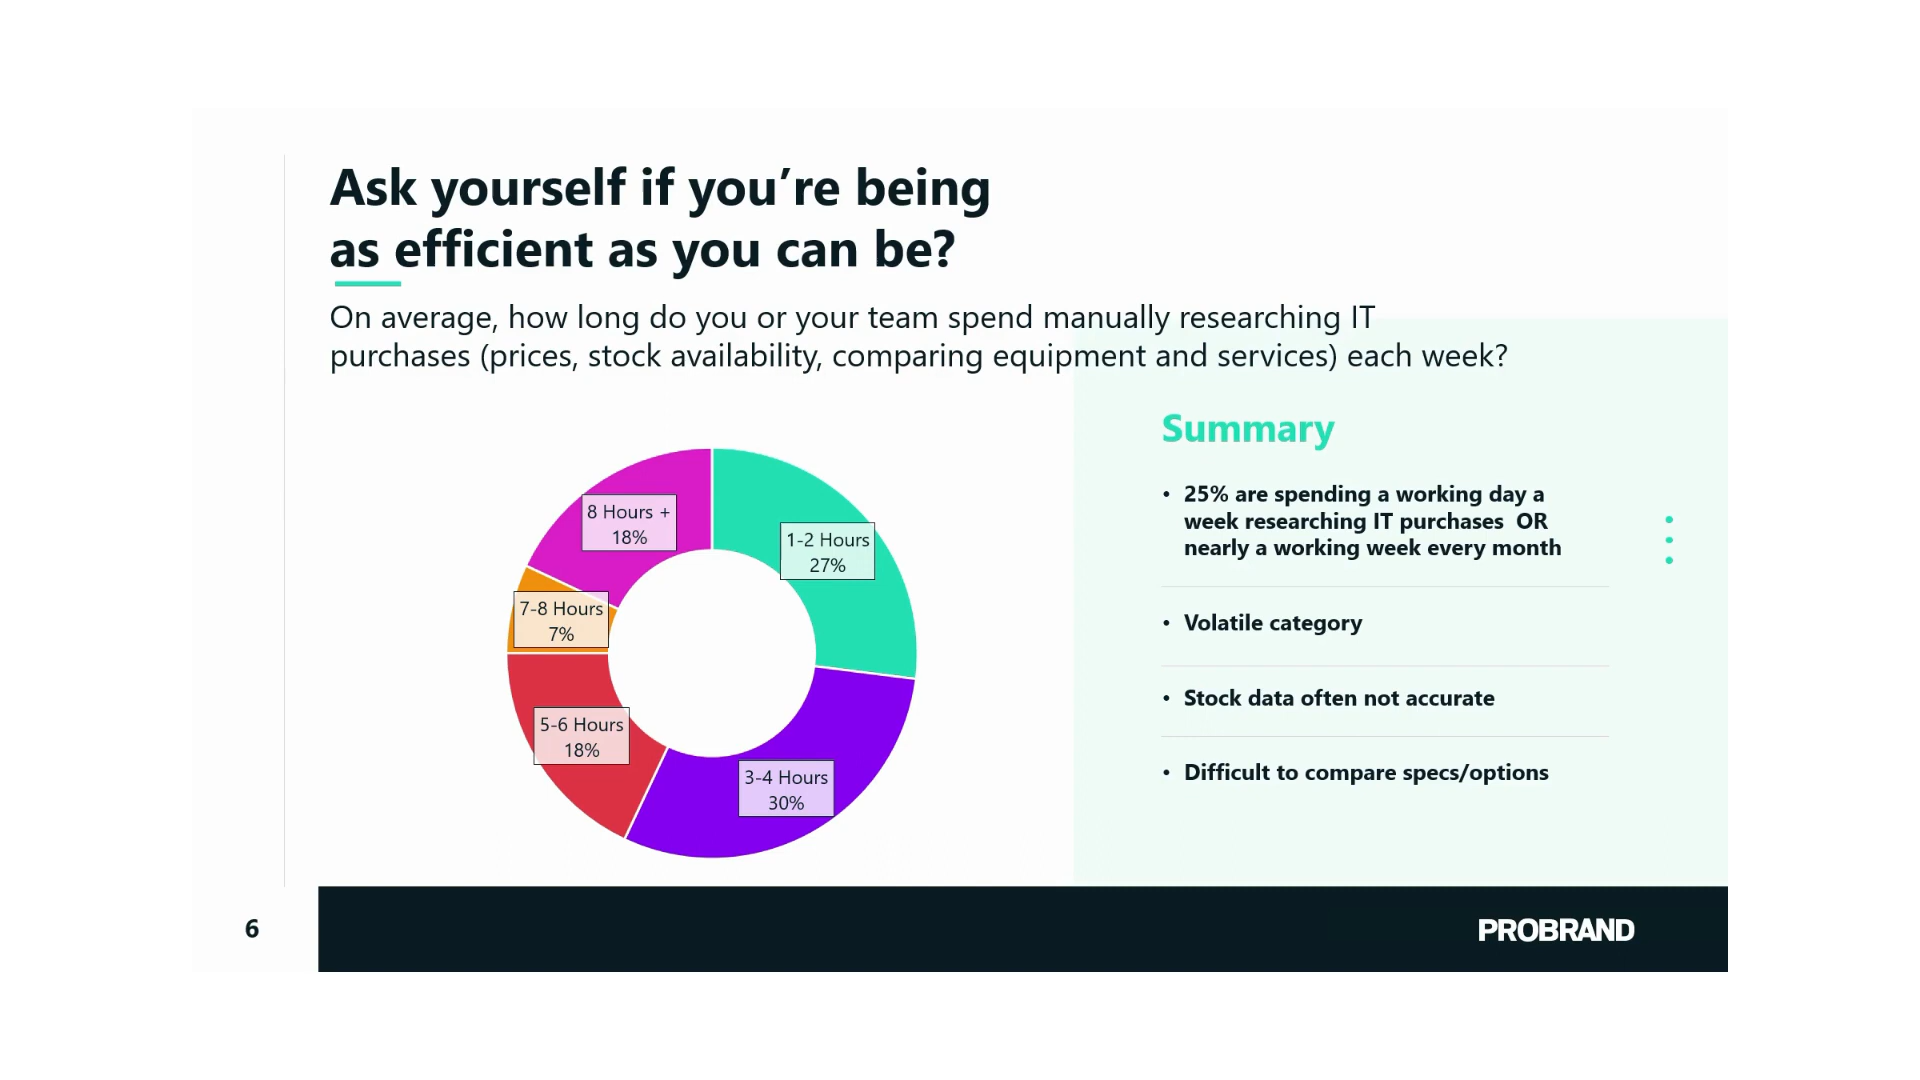 Ask yourself if you’re being
as efficient as you can be?
On average, how long do you or your team spend manually researching IT
purchases (prices, stock availability, comparing equipment and services) each week?
8 Hours +
18%
1-2 Hours
27%
7-8 Hours
7%
5-6 Hours
18%
3-4 Hours
30%
Summary
• 25% are spending a working day a
week researching IT purchases OR
nearly a working week every month
• Volatile category
• Stock data often not accurate
• Difficult to compare specs/options
6
PROBRAND